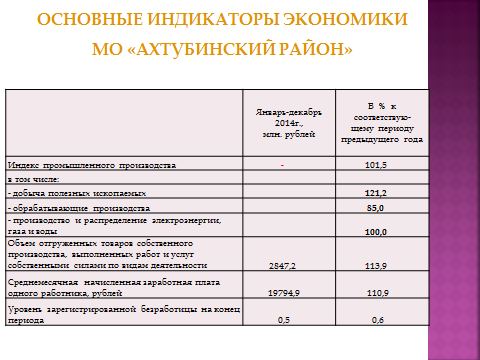 ОСНОВНЫЕ ИНДИКАТОРЫ ЭКОНОМИКИ
МО «АХТУБИНСКИЙ РАЙОН»
Январь-декабрь
2014г.,
млн. рублей
В % к
соответствую-
щему периоду
предыдущего года
Индекс промышленного производства - 101,5
в том числе:
- добыча полезных ископаемых 121,2
- обрабатывающие производства 85,0
- производство и распределение электроэнергии,
газа и воды 100,0
Объем отгруженных товаров собственного
производства, выполненных работ и услуг
собственными силами по видам деятельности 2847,2 113,9
Среднемесячная начисленная заработная плата
одного работника, рублей 19794,9 110,9
Уровень зарегистрированной безработицы на конец
периода 0,5 0,6